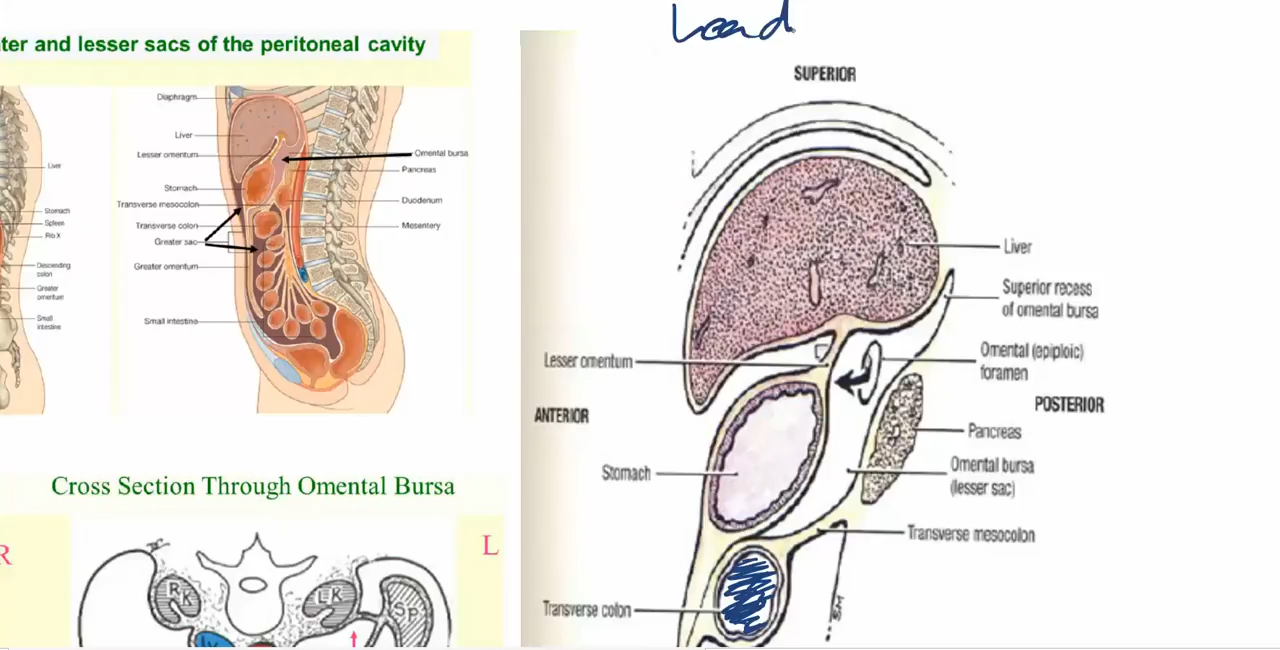 ter and lesser sacs of the peritoneal cavity
Diaphragm
Liver
Lesser omentum
Stomach
Transverse mesocolon
Transverse colon
Greater sac
Greater omentum
Small intestine
Omental bursa
Pancreas
Duodenum
Mesentery
Liver
Stomach
Spleen
Rib X
Descending
colon
Greater
omentum
Small
intestine
Cross Section Through Omental Bursa
R
L
RK
LK
Sp
SUPERIOR
Liver
Superior recess
of omental bursa
Lesser omentum
Omental (epiploic)
foramen
ANTERIOR
POSTERIOR
Pancreas
Stomach
Omental bursa
(lesser sac)
Transverse mesocolon
Transverse colon